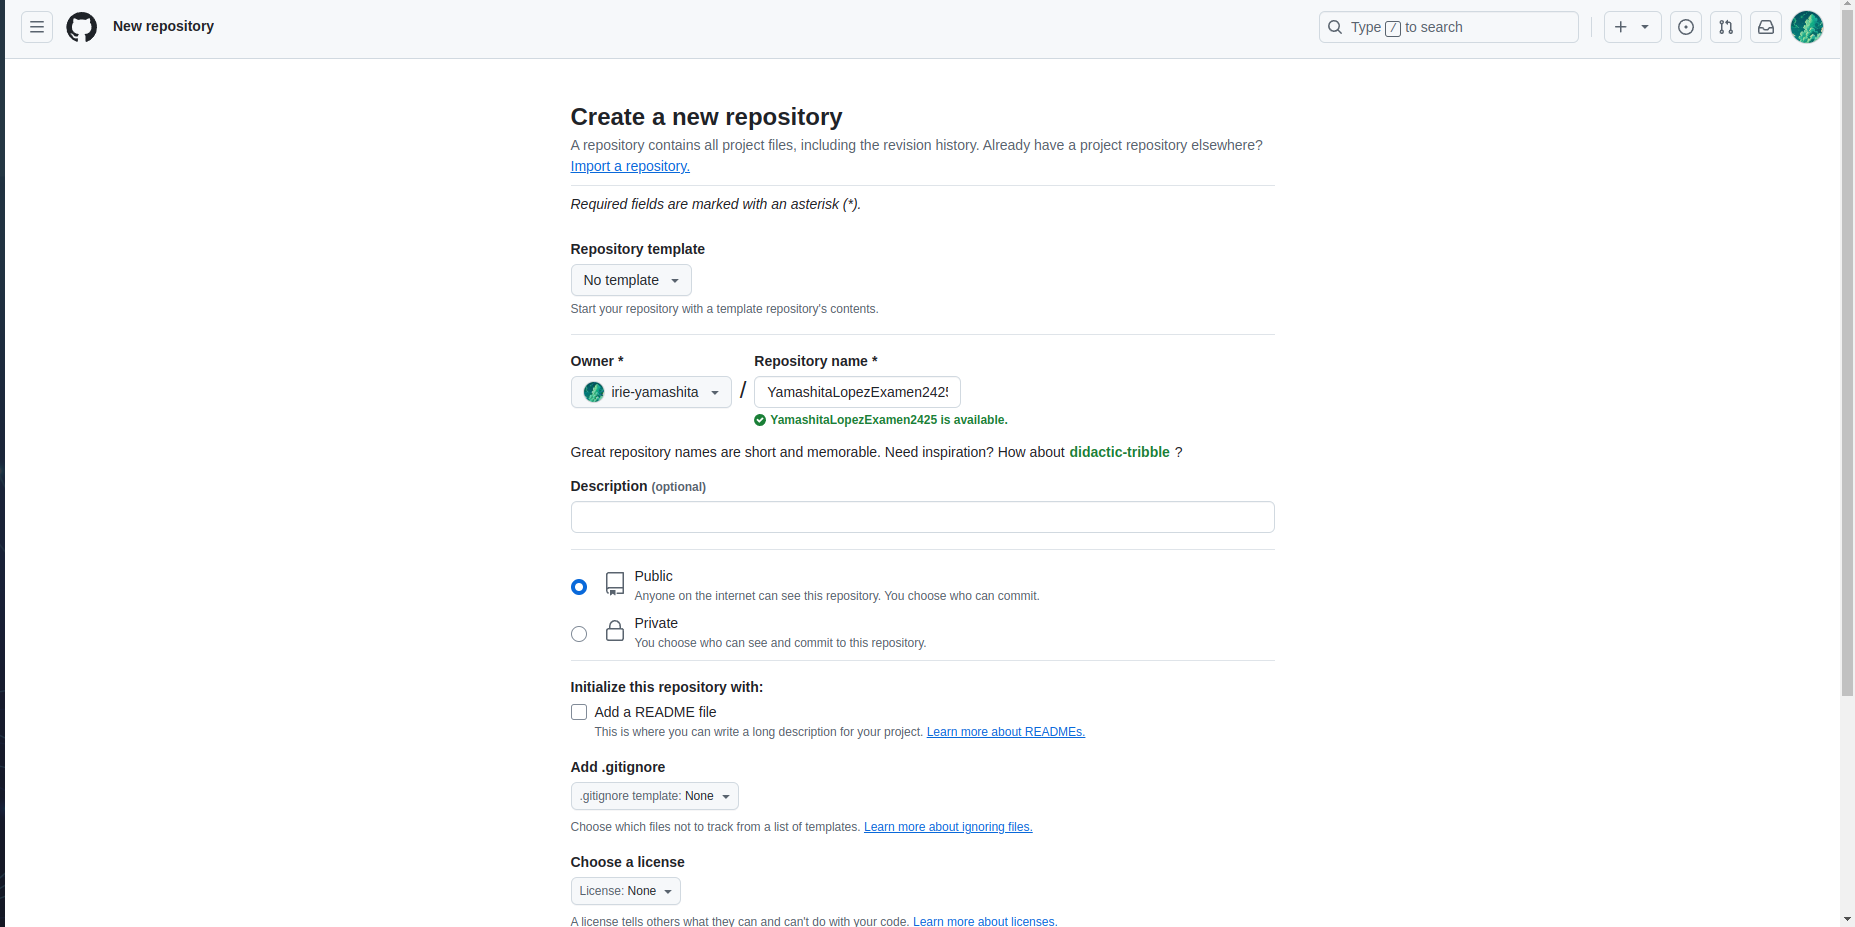 New repository
Type / to search
Create a new repository
A repository contains all project files, including the revision history. Already have a project repository elsewhere?
Import a repository.
Required fields are marked with an asterisk (*).
Repository template
No template
Start your repository with a template repository's contents.
Owner *
Repository name *
irie-yamashita
/
YamashitaLopezExamen2425
YamashitaLopezExamen2425 is available.
Great repository names are short and memorable. Need inspiration? How about didactic-tribble ?
Description (optional)
Public
Anyone on the internet can see this repository. You choose who can commit.
Private
You choose who can see and commit to this repository.
Initialize this repository with:
Add a README file
This is where you can write a long description for your project. Learn more about READMEs.
Add .gitignore
.gitignore template: None
Choose which files not to track from a list of templates. Learn more about ignoring files.
Choose a license
License: None
A license tells others what they can and can't do with your code. Learn more about licenses.